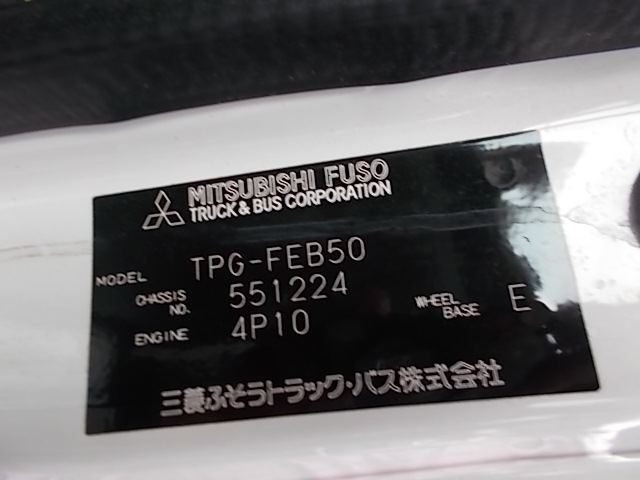 MITSUBISHI FUSO
TRUCK & BUS CORPORATION
MODEL TPG-FEB50
CHASSIS NO. 551224
ENGINE 4P10
WHEEL BASE E
三菱ふそうトラック・バス株式会社